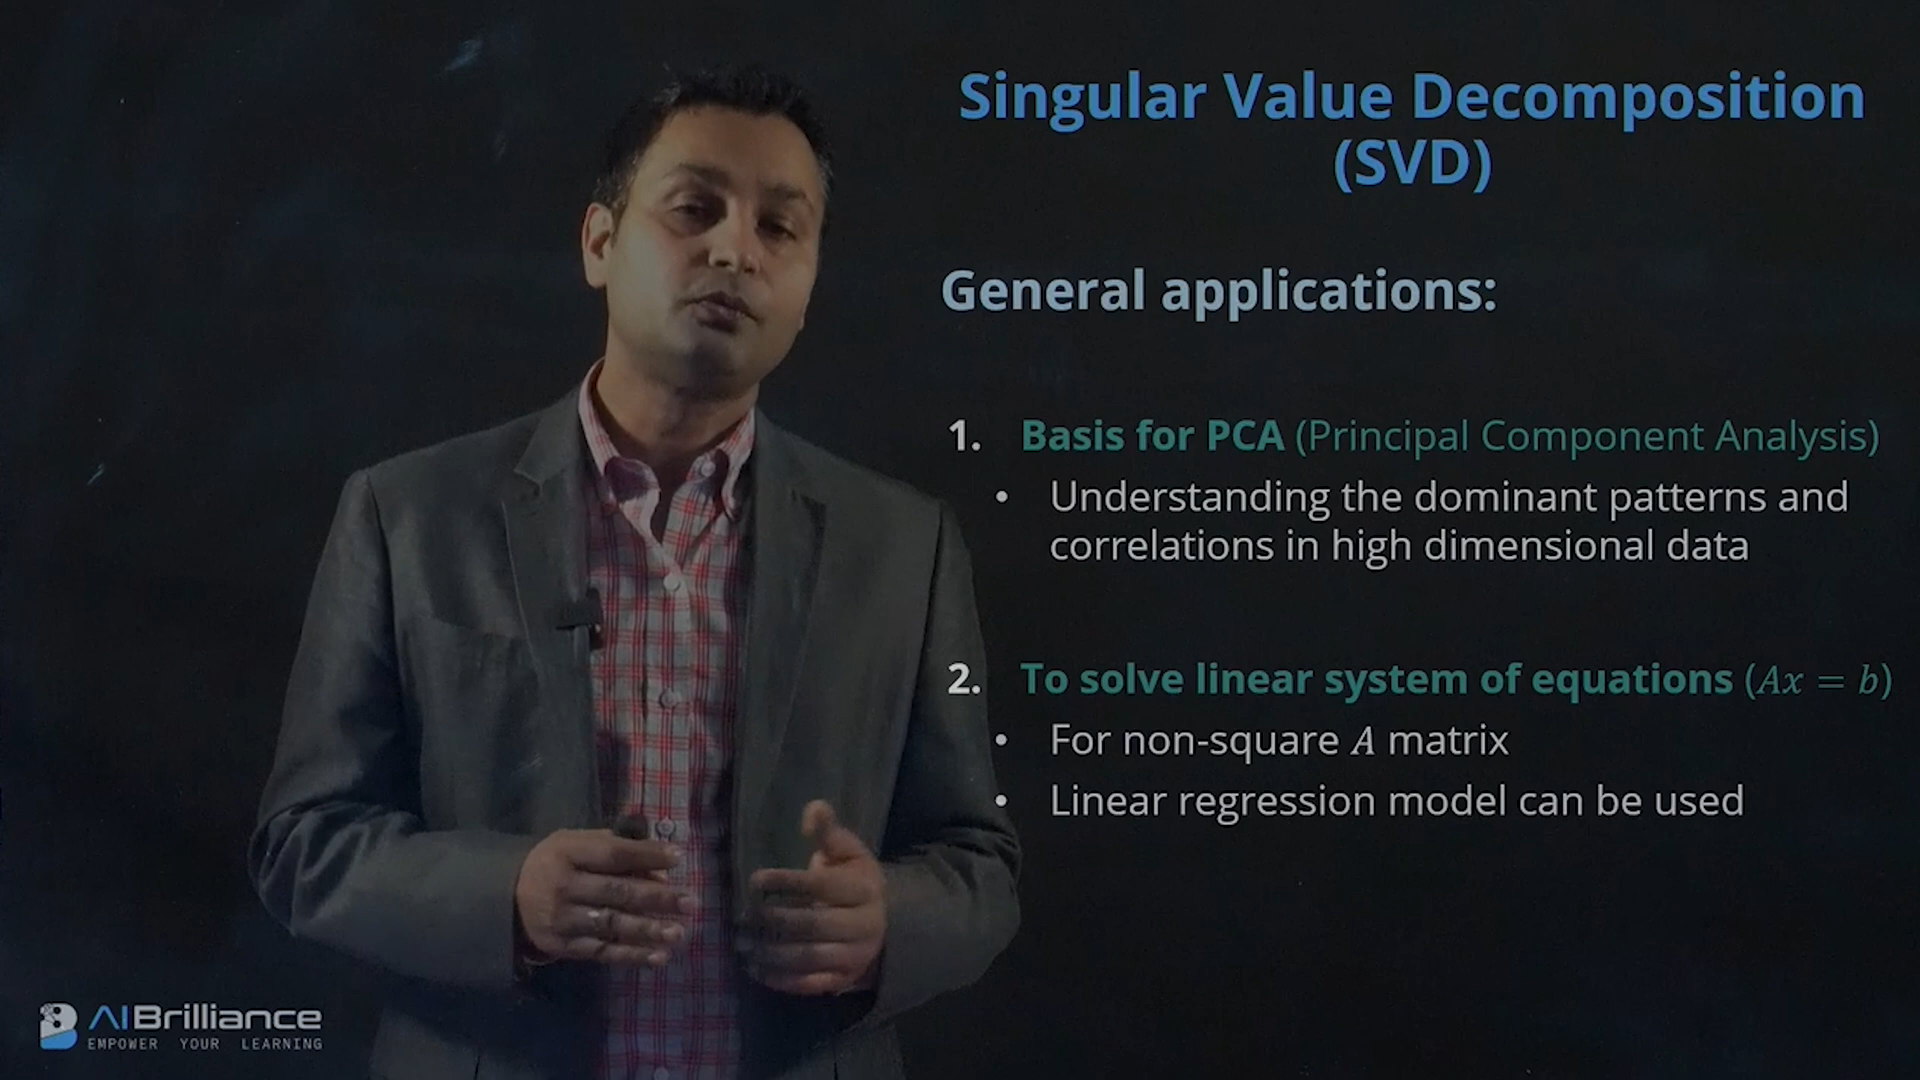 Singular Value Decomposition
(SVD)
General applications:
1. Basis for PCA (Principal Component Analysis)
• Understanding the dominant patterns and
correlations in high dimensional data
2. To solve linear system of equations (Ax = b)
• For non-square A matrix
• Linear regression model can be used
AIBrilliance
EMPOWER YOUR LEARNING